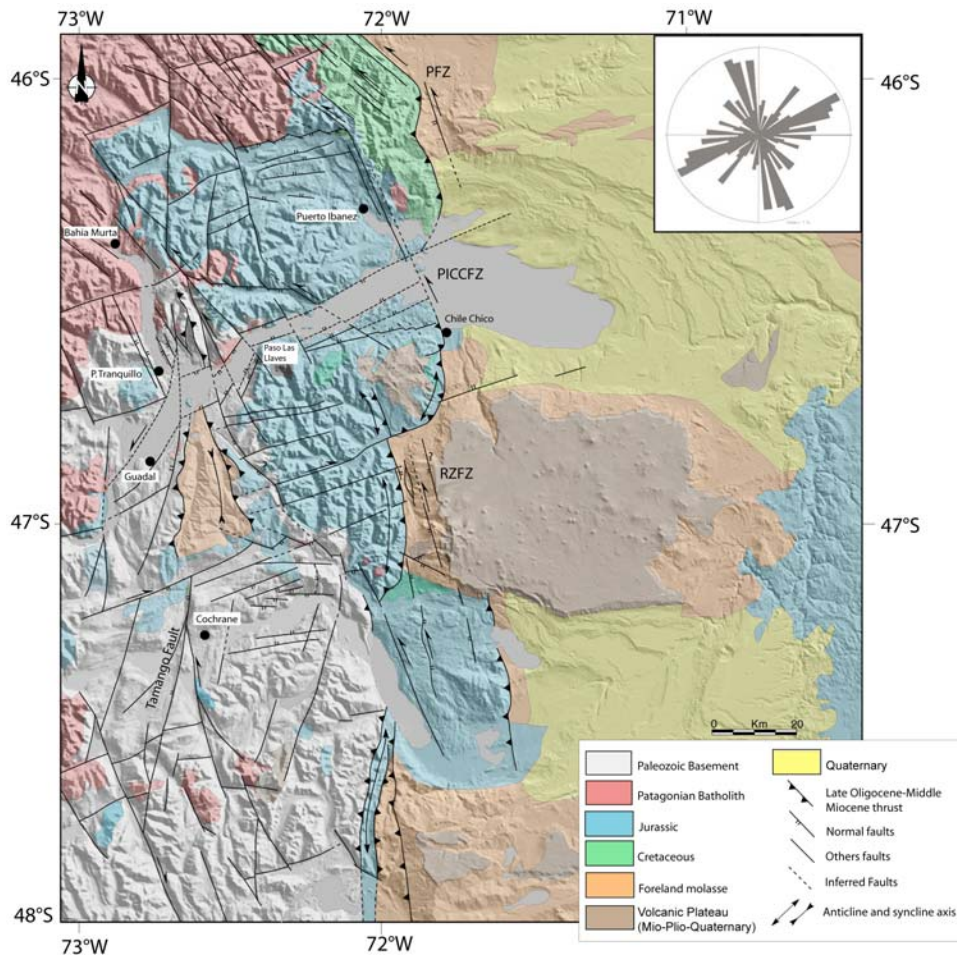 73°W 72°W 71°W
46°S 46°S
PFZ
Puerto Ibanez
Bahia Murta
PICCFZ
Chile Chico
Paso Las
Llaves
P. Tranquillo
RZFZ
Guadal
47°S 47°S
Cochrane
Tamango Fault
0 Km 20
Paleozoic Basement
Patagonian Batholith
Jurassic
Cretaceous
Foreland molasse
Volcanic Plateau
(Mio-Plio-Quaternary)
Quaternary
Late Oligocene-Middle
Miocene thrust
Normal faults
Others faults
Inferred Faults
Anticline and syncline axis
48°S 48°S
73°W 72°W